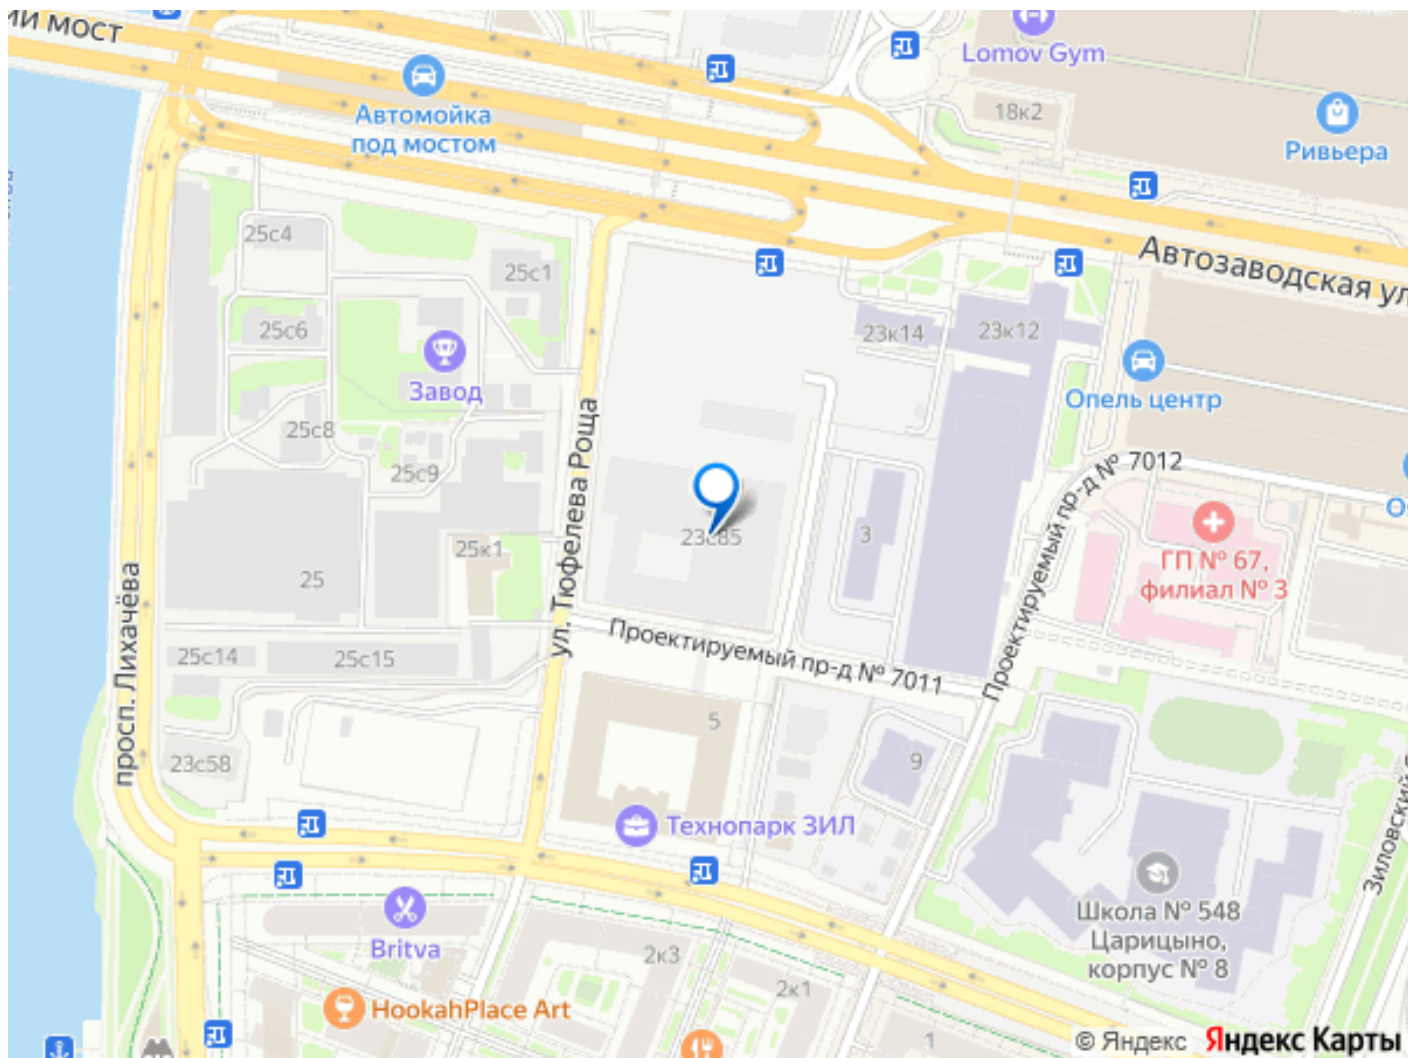 мост
Lomov Gym
Автомойка
под мостом
18к2
Ривьера
Автозаводская ул
25с4
25с1
25с6
23к14
23к12
Завод
Опель центр
25с8
25с9
ул. Тюфелева Роща
Проектируемый пр-д № 7012
23с85
3
25к1
25
ГП № 67,
филиал № 3
просп. Лихачёва
Проектируемый пр-д № 7011
25с14
25с15
5
9
23с58
Технопарк ЗИЛ
Зиловский
Школа № 548
Царицыно,
корпус № 8
Britva
2к3
2к1
HookahPlace Art
1
© Яндекс Яндекс Карты